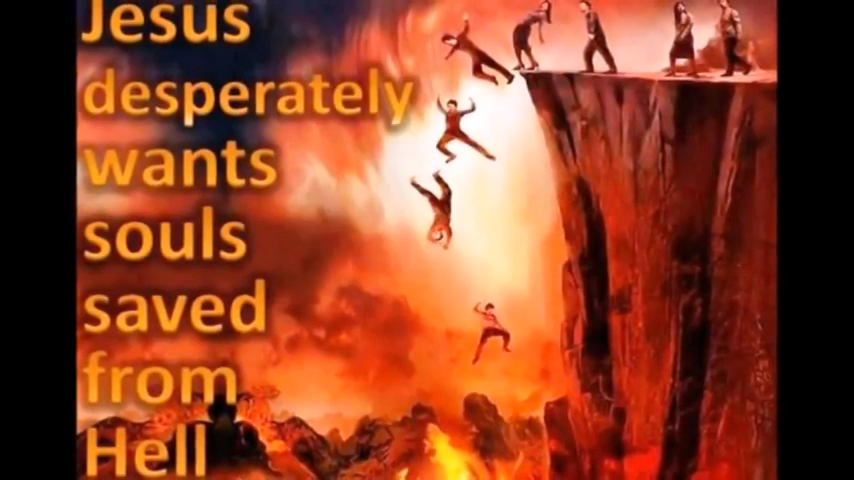 Jesus
desperately
wants
souls
saved
from
Hell